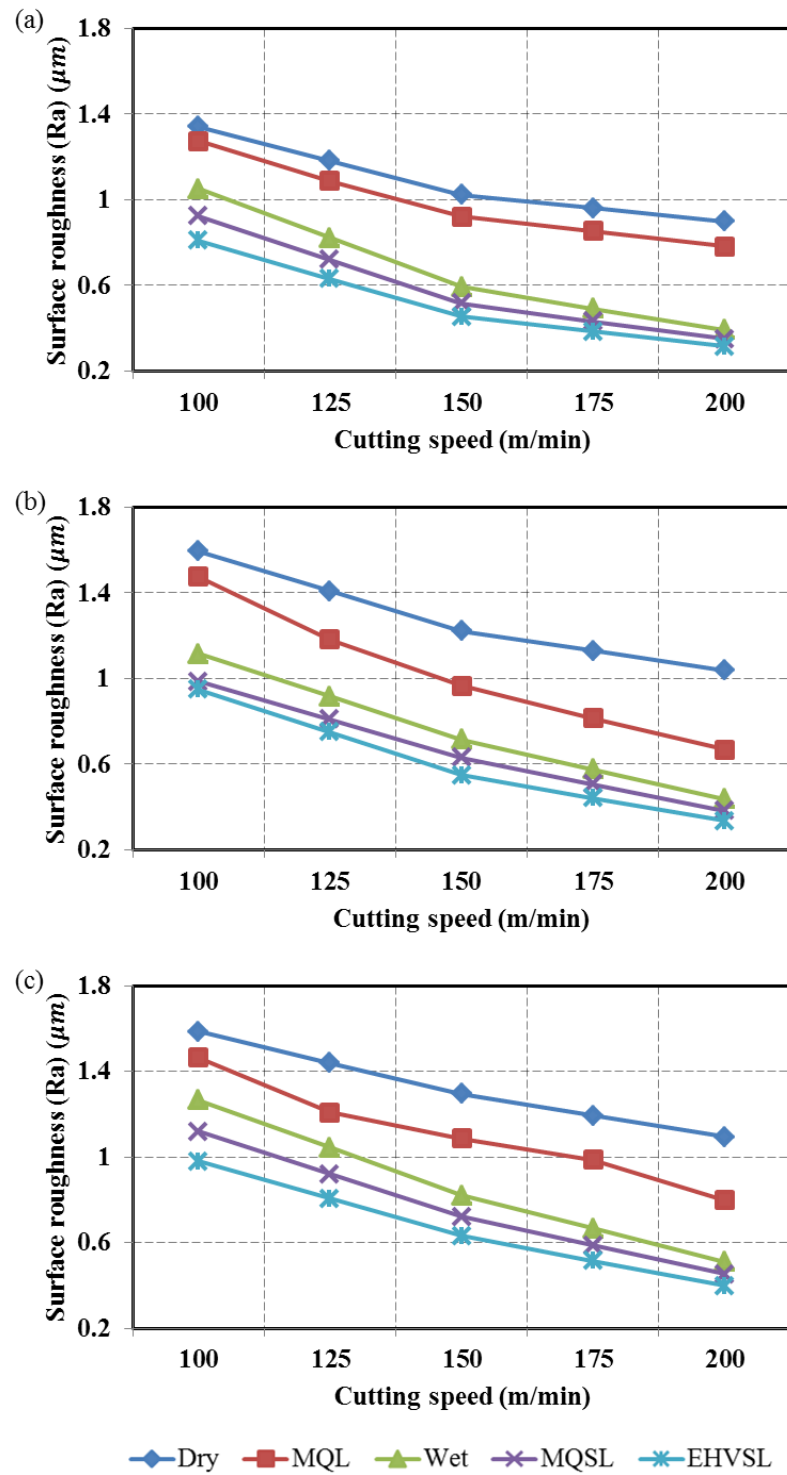 (a)
Surface roughness (Ra) (μm)
1.8
1.4
1
0.6
0.2
100 125 150 175 200
Cutting speed (m/min)
(b)
Surface roughness (Ra) (μm)
1.8
1.4
1
0.6
0.2
100 125 150 175 200
Cutting speed (m/min)
(c)
Surface roughness (Ra) (μm)
1.8
1.4
1
0.6
0.2
100 125 150 175 200
Cutting speed (m/min)
Dry MQL Wet MQSL EHVSL